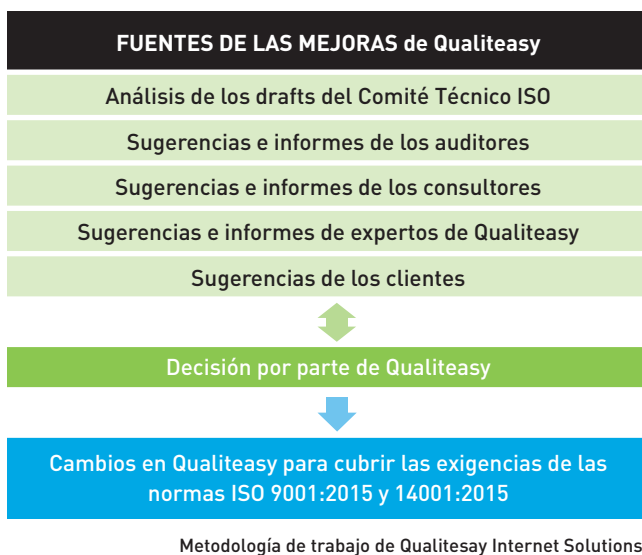 FUENTES DE LAS MEJORAS de Qualiteasy
Análisis de los drafts del Comité Técnico ISO
Sugerencias e informes de los auditores
Sugerencias e informes de los consultores
Sugerencias e informes de expertos de Qualiteasy
Sugerencias de los clientes
Decisión por parte de Qualiteasy
Cambios en Qualiteasy para cubrir las exigencias de las
normas ISO 9001:2015 y 14001:2015
Metodología de trabajo de Qualitesay Internet Solutions